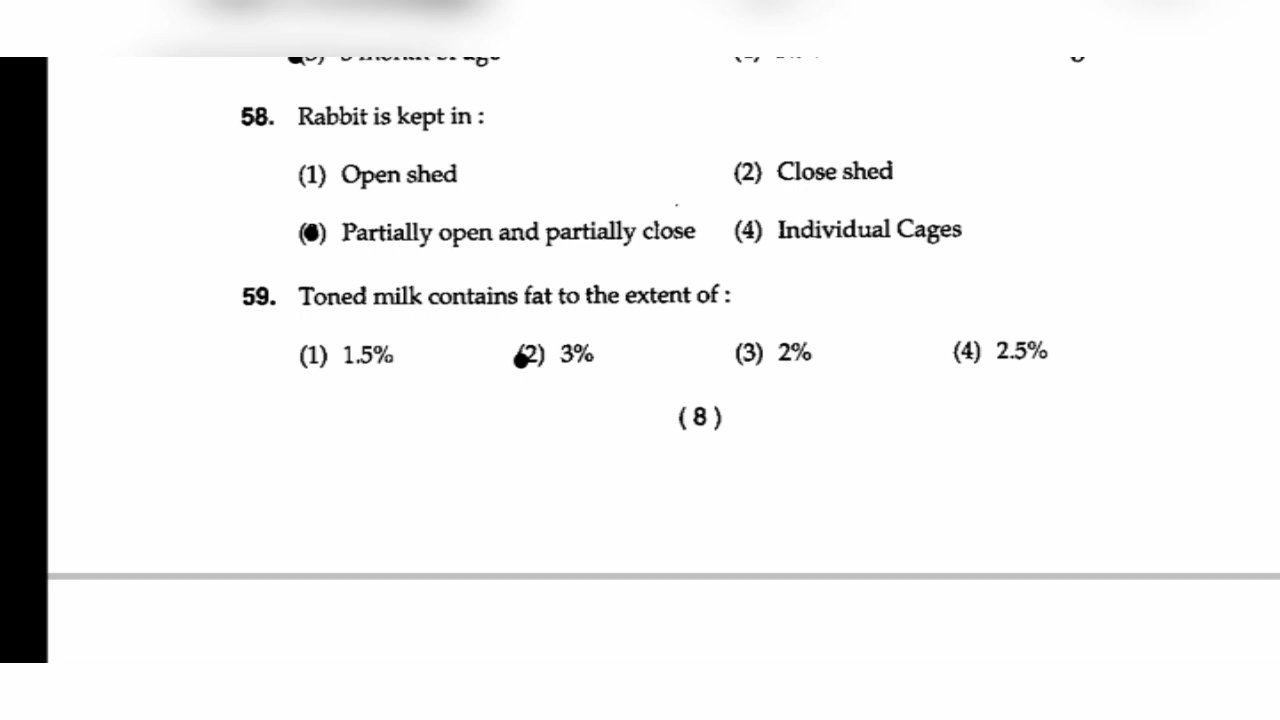 58. Rabbit is kept in :
(1) Open shed (2) Close shed
Partially open and partially close (4) Individual Cages
59. Toned milk contains fat to the extent of :
(1) 1.5% (2) 3% (3) 2% (4) 2.5%
( 8 )